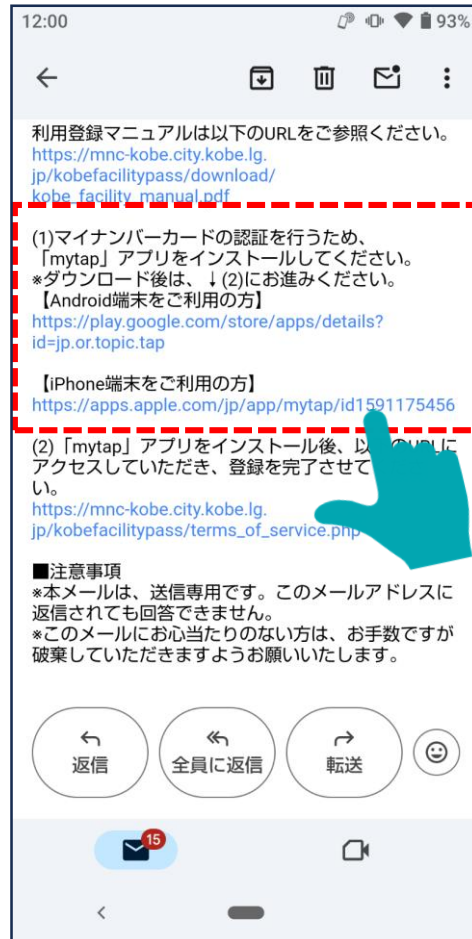 12:00
93%
利用登録マニュアルは以下のURLをご参照ください。
https://mnc-kobe.city.kobe.lg.
jp/kobefacilitypass/download/
kobe_facility_manual.pdf
(1)マイナンバーカードの認証を行うため、
「mytap」アプリをインストールしてください。
*ダウンロード後は、↓(2)にお進みください。
【Android端末をご利用の方】
https://play.google.com/store/apps/details?
id=jp.or.topic.tap
【iPhone端末をご利用の方】
https://apps.apple.com/jp/app/mytap/id1591175456
(2)「mytap」アプリをインストール後、以 のURLに
アクセスしていただき、登録を完了させて
い。
https://mnc-kobe.city.kobe.lg.
jp/kobefacilitypass/terms_of_service.php
■注意事項
*本メールは、送信専用です。このメールアドレスに
返信されても回答できません。
*このメールにお心当たりのない方は、お手数ですが
破棄していただきますようお願いいたします。
返信
全員に返信
転送
15